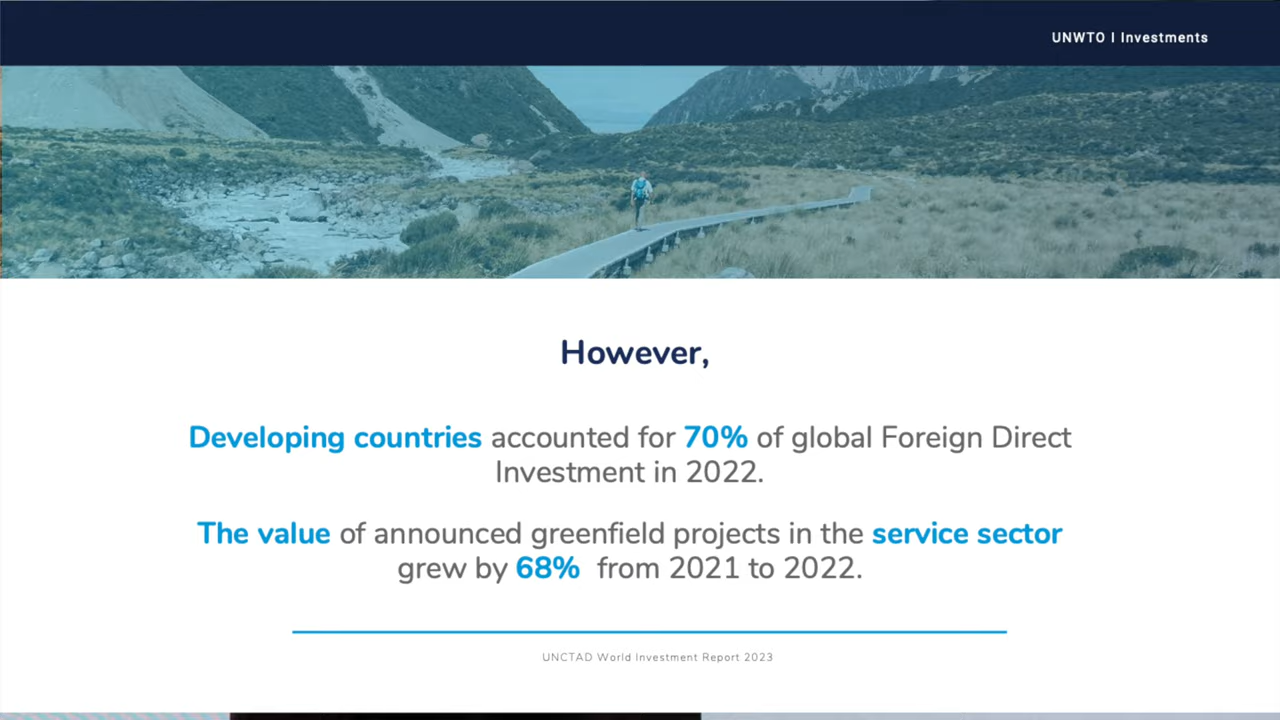 UNWTO I Investments
However,
Developing countries accounted for 70% of global Foreign Direct
Investment in 2022.
The value of announced greenfield projects in the service sector
grew by 68% from 2021 to 2022.
UNCTAD World Investment Report 2023